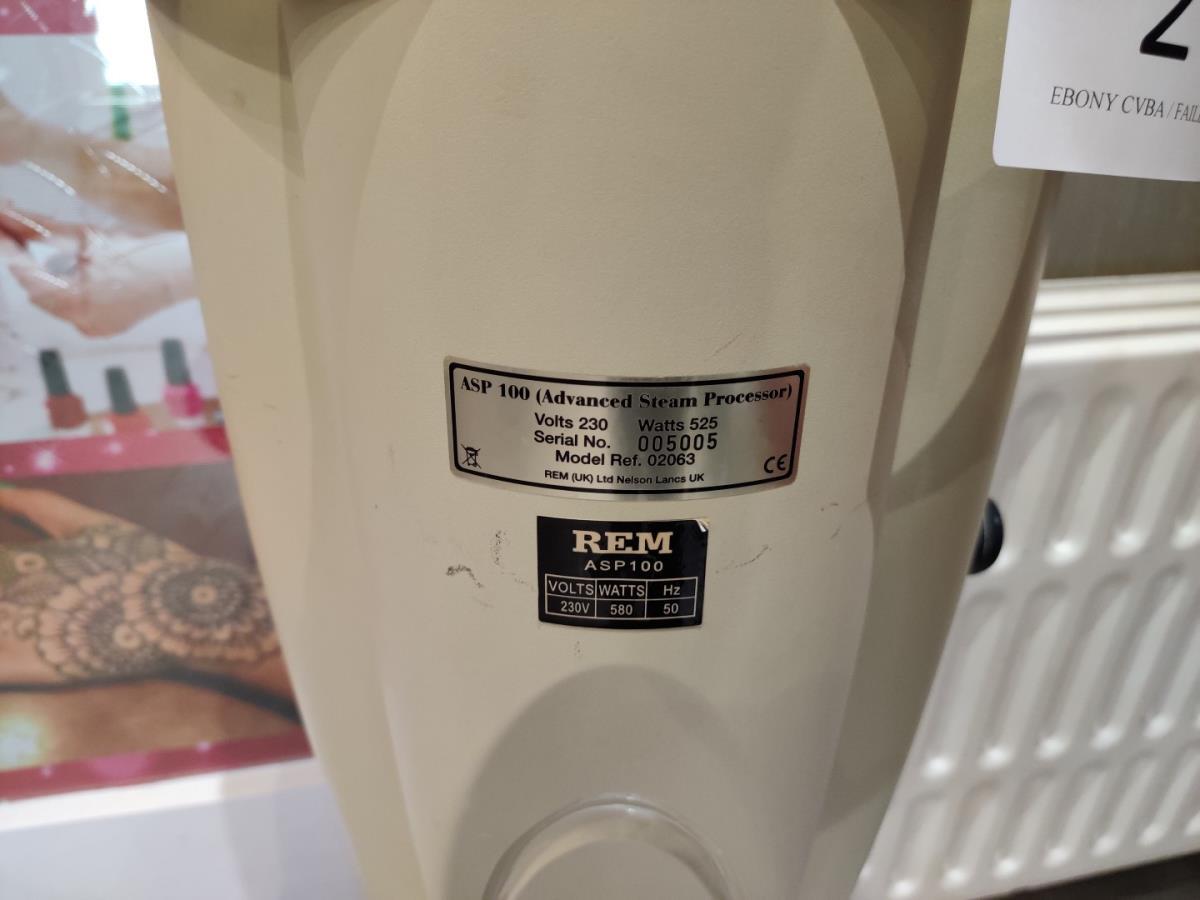 2
EBONY CVBA /
ASP 100 (Advanced Steam Processor)
Volts 230 Watts 525
Serial No. 005005
Model Ref. 02063
CE
REM (UK) Ltd Nelson Lancs UK
REM
ASP100
VOLTS WATTS Hz
230V 580 50